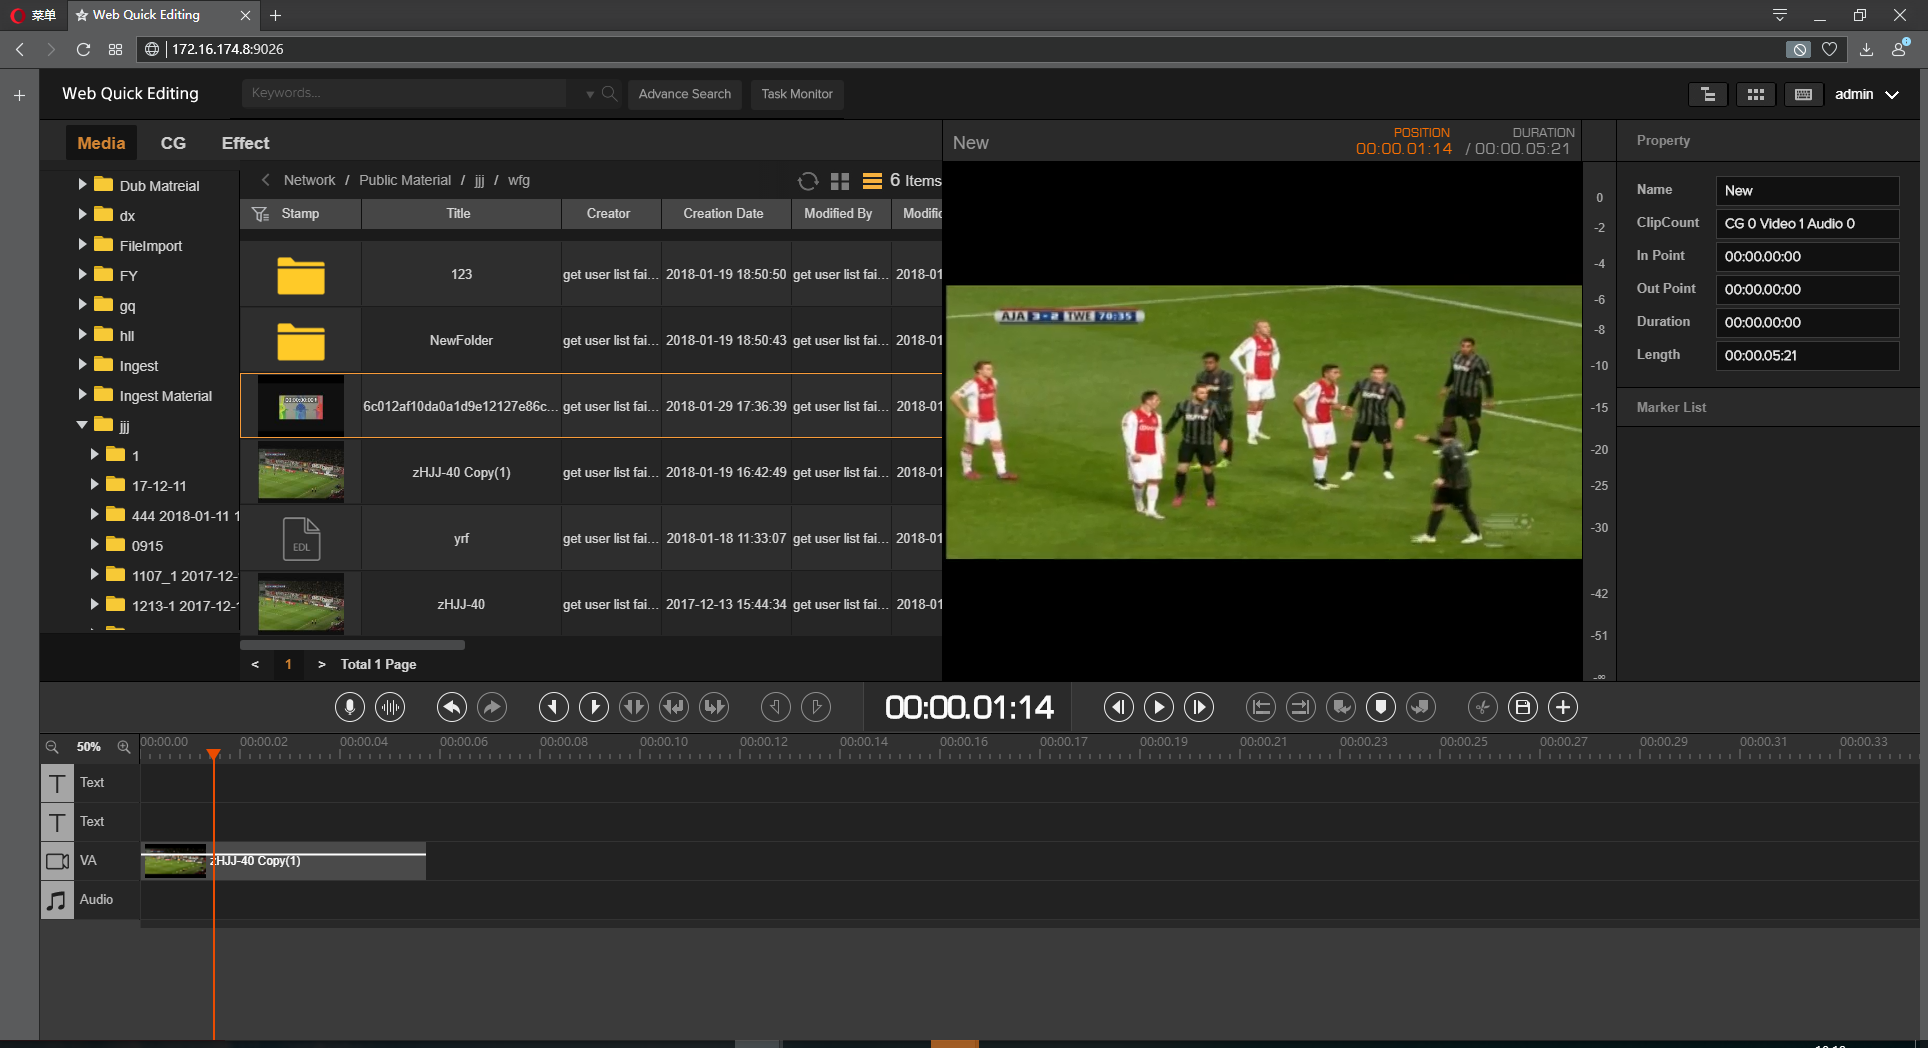 菜单
Web Quick Editing
172.16.174.8:9026
Web Quick Editing
Keywords...
Advance Search
Task Monitor
admin
Media
CG
Effect
Dub Matreial
dx
FileImport
FY
gq
hll
Ingest
Ingest Material
jjj
1
17-12-11
444 2018-01-11 1
0915
1107_1 2017-12-
1213-1 2017-12-1
Network / Public Material / jjj / wfg
6 Items
Stamp Title Creator Creation Date Modified By Modific
123 get user list fai... 2018-01-19 18:50:50 get user list fai... 2018-01
NewFolder get user list fai... 2018-01-19 18:50:43 get user list fai... 2018-01
6c012af10da0a1d9e12127e86c... get user list fai... 2018-01-29 17:36:39 get user list fai... 2018-01
zHJJ-40 Copy(1) get user list fai... 2018-01-19 16:42:49 get user list fai... 2018-01
EDL yrf get user list fai... 2018-01-18 11:33:07 get user list fai... 2018-01
zHJJ-40 get user list fai... 2017-12-13 15:44:34 get user list fai... 2018-01
< 1 > Total 1 Page
New
POSITION DURATION
00:00.01:14 / 00:00.05:21
AJA 3-2 TWE 70:35
0
-2
-4
-6
-8
-10
-15
-20
-25
-30
-42
-51
-∞
Property
Name New
ClipCount CG 0 Video 1 Audio 0
In Point 00:00.00:00
Out Point 00:00.00:00
Duration 00:00.00:00
Length 00:00.05:21
Marker List
00:00.01:14
50%
00:00.00 00:00.02 00:00.04 00:00.06 00:00.08 00:00.10 00:00.12 00:00.14 00:00.16 00:00.17 00:00.19 00:00.21 00:00.23 00:00.25 00:00.27 00:00.29 00:00.31 00:00.33
T Text
T Text
VA zHJJ-40 Copy(1)
Audio